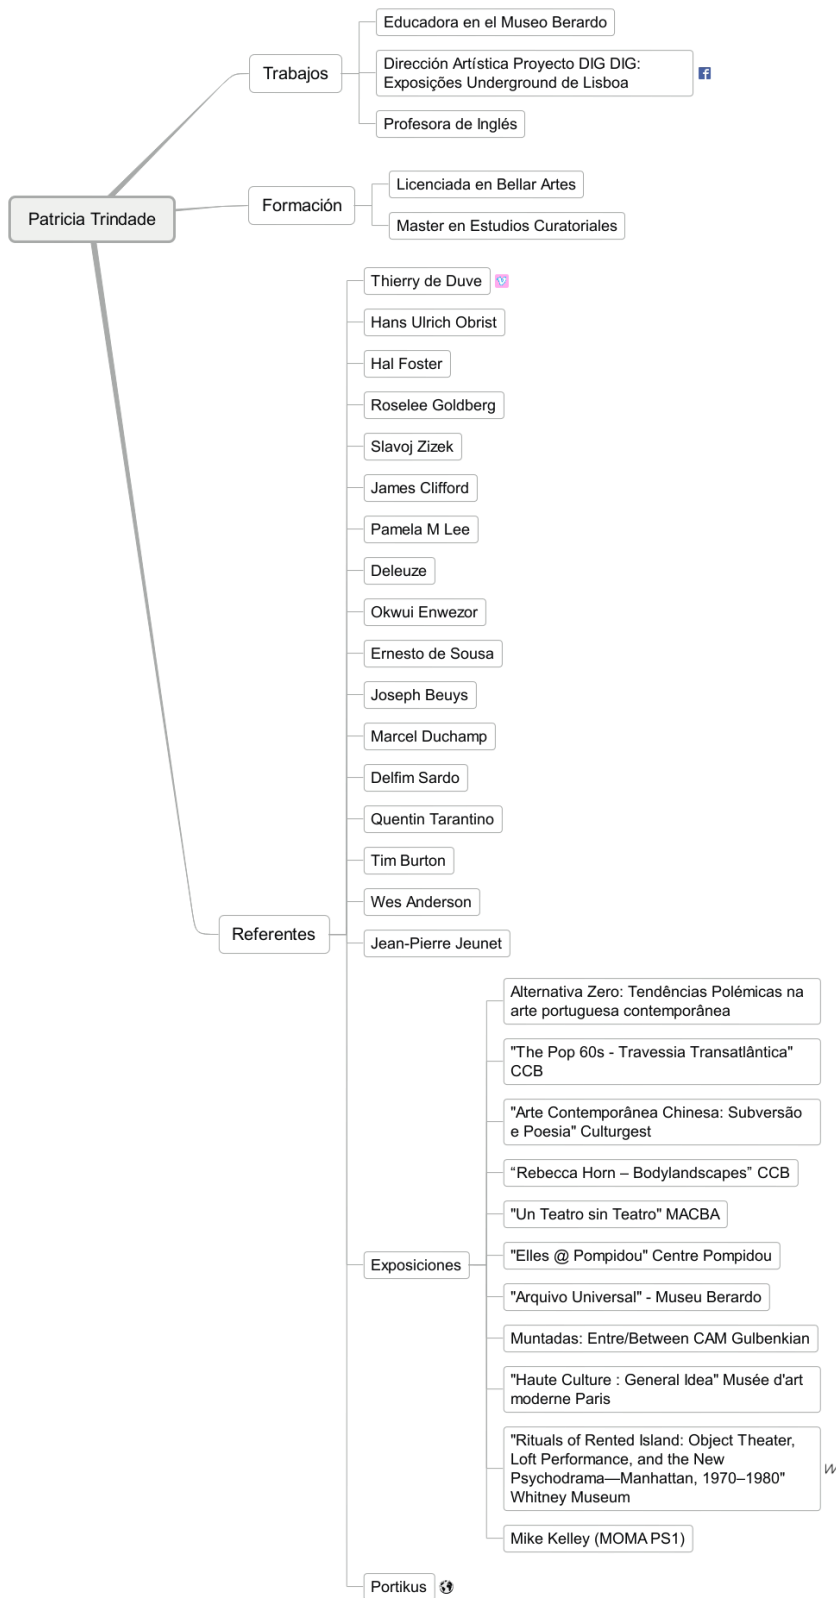 Patricia Trindade
Trabajos
Educadora en el Museo Berardo
Dirección Artística Proyecto DIG DIG:
Exposições Underground de Lisboa
Profesora de Inglés
Formación
Licenciada en Bellar Artes
Master en Estudios Curatoriales
Referentes
Thierry de Duve
Hans Ulrich Obrist
Hal Foster
Roselee Goldberg
Slavoj Zizek
James Clifford
Pamela M Lee
Deleuze
Okwui Enwezor
Ernesto de Sousa
Joseph Beuys
Marcel Duchamp
Delfim Sardo
Quentin Tarantino
Tim Burton
Wes Anderson
Jean-Pierre Jeunet
Exposiciones
Alternativa Zero: Tendências Polémicas na
arte portuguesa contemporânea
"The Pop 60s - Travessia Transatlântica"
CCB
"Arte Contemporânea Chinesa: Subversão
e Poesia" Culturgest
“Rebecca Horn – Bodylandscapes” CCB
"Un Teatro sin Teatro" MACBA
"Elles @ Pompidou" Centre Pompidou
"Arquivo Universal" - Museu Berardo
Muntadas: Entre/Between CAM Gulbenkian
"Haute Culture : General Idea" Musée d'art
moderne Paris
"Rituals of Rented Island: Object Theater,
Loft Performance, and the New
Psychodrama—Manhattan, 1970–1980"
Whitney Museum
Mike Kelley (MOMA PS1)
Portikus